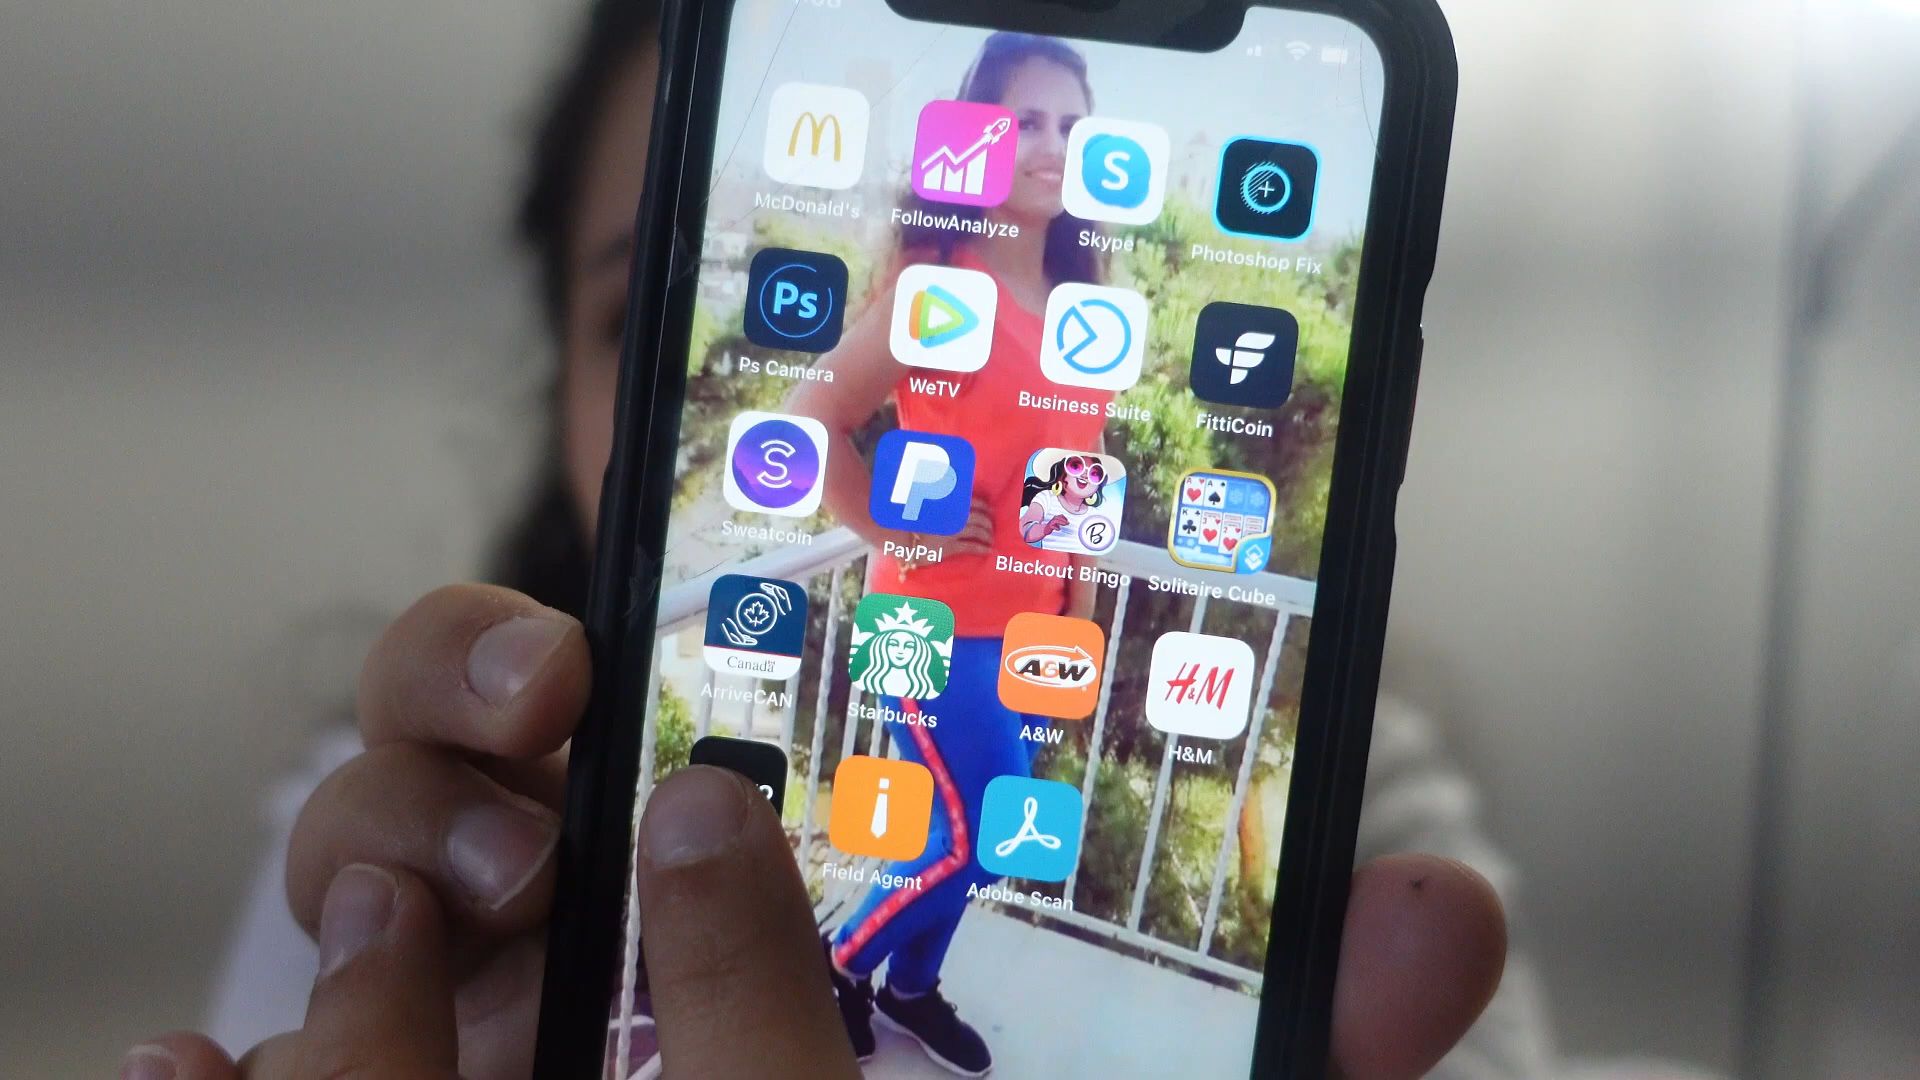 McDonald's
FollowAnalyze
S
Skype
Photoshop Fix
Ps
Ps Camera
WeTV
Business Suite
FittiCoin
S
Sweatcoin
PayPal
B
Blackout Bingo
Solitaire Cube
Canada
ArriveCAN
Starbucks
A&W
A&W
H&M
H&M
Field Agent
Adobe Scan